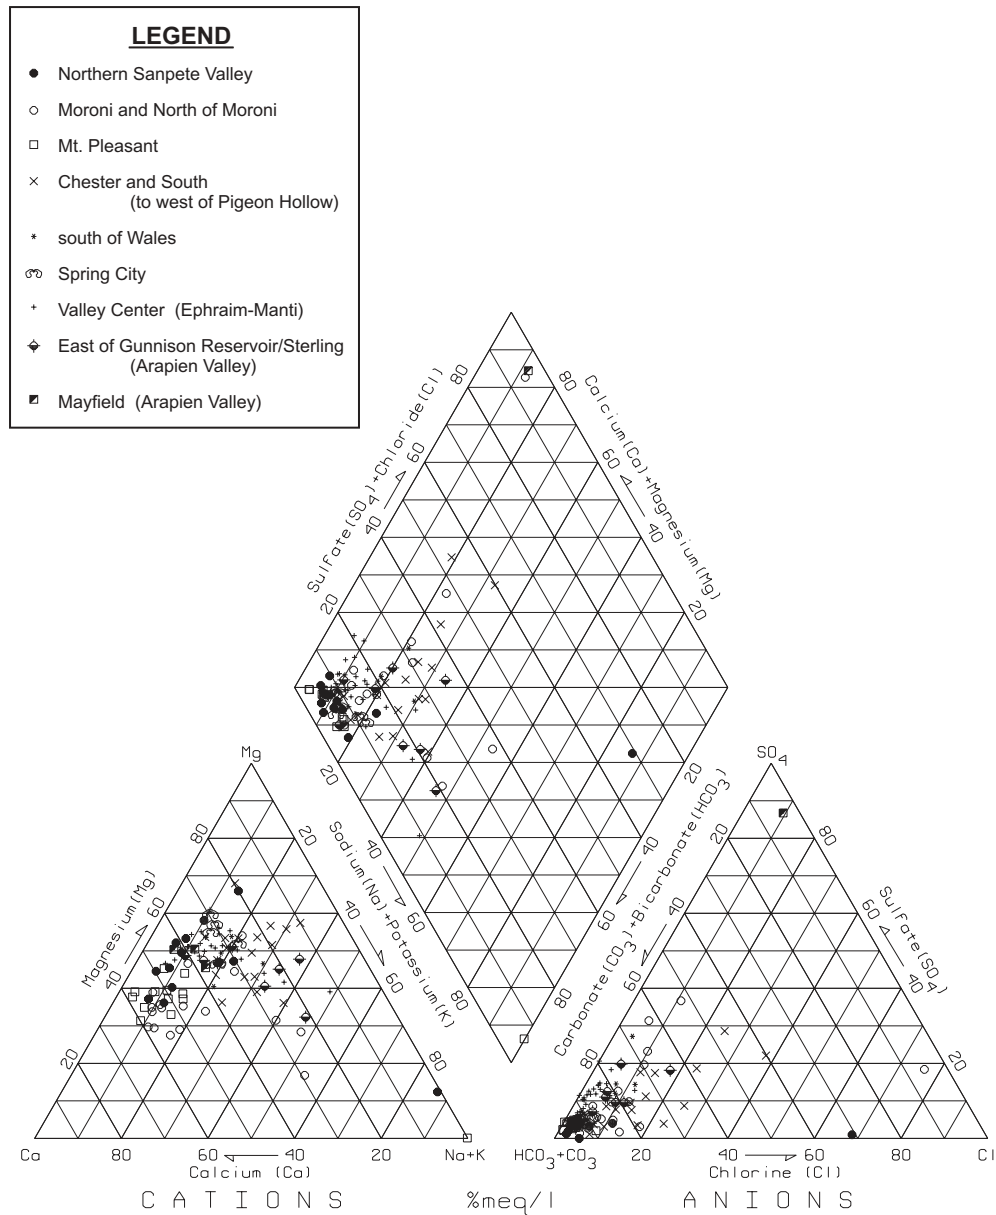 LEGEND
Northern Sanpete Valley
Moroni and North of Moroni
Mt. Pleasant
Chester and South
(to west of Pigeon Hollow)
south of Wales
Spring City
Valley Center (Ephraim-Manti)
East of Gunnison Reservoir/Sterling
(Arapien Valley)
Mayfield (Arapien Valley)
Sulfate(SO4)+Chloride(Cl)
20
40
60
80
Calcium(Ca)+Magnesium(Mg)
80
60
40
20
Sodium(Na)+Potassium(K)
20
40
60
80
Carbonate(CO3)+Bicarbonate(HCO3)
20
40
60
80
Mg
Magnesium(Mg)
80
60
40
20
20
40
60
80
Ca
80
60
40
20
Na+K
Calcium(Ca)
SO4
20
40
60
80
Sulfate(SO4)
80
60
40
20
HCO3+CO3
20
40
60
80
Cl
Chlorine(Cl)
CATIONS
%meq/l
ANIONS